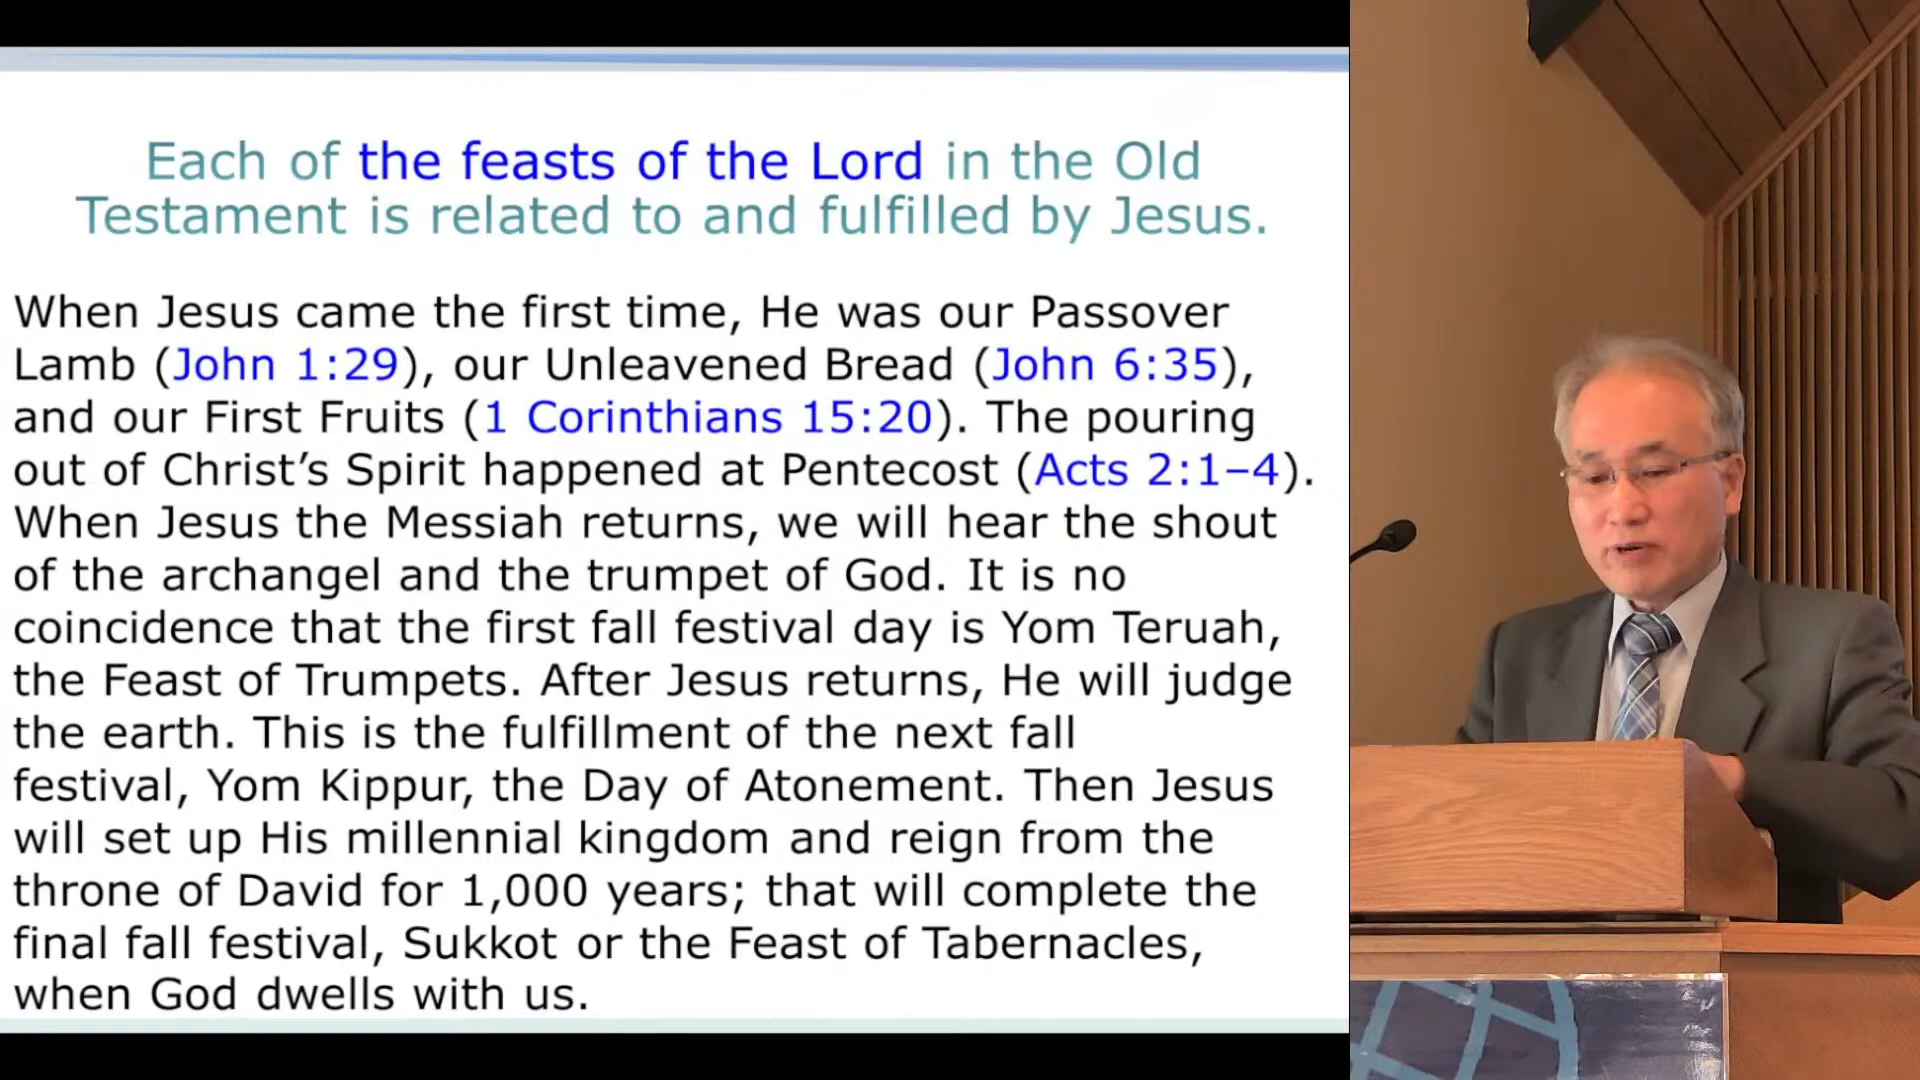 Each of the feasts of the Lord in the Old
Testament is related to and fulfilled by Jesus.
When Jesus came the first time, He was our Passover
Lamb (John 1:29), our Unleavened Bread (John 6:35),
and our First Fruits (1 Corinthians 15:20). The pouring
out of Christ’s Spirit happened at Pentecost (Acts 2:1–4).
When Jesus the Messiah returns, we will hear the shout
of the archangel and the trumpet of God. It is no
coincidence that the first fall festival day is Yom Teruah,
the Feast of Trumpets. After Jesus returns, He will judge
the earth. This is the fulfillment of the next fall
festival, Yom Kippur, the Day of Atonement. Then Jesus
will set up His millennial kingdom and reign from the
throne of David for 1,000 years; that will complete the
final fall festival, Sukkot or the Feast of Tabernacles,
when God dwells with us.